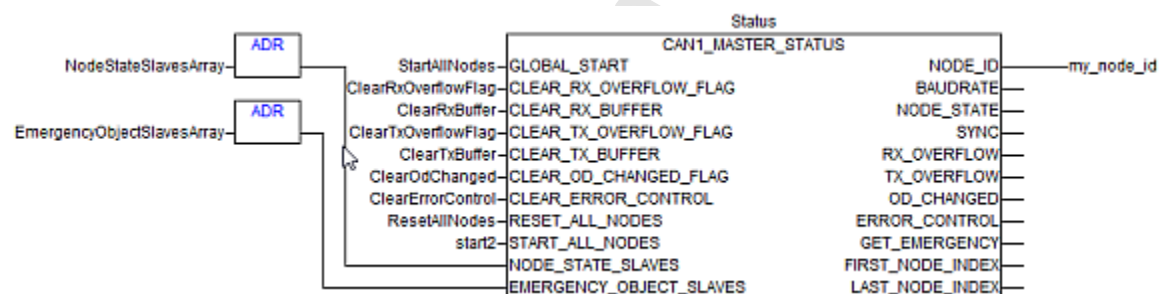 Status
CAN1_MASTER_STATUS
ADR
NodeStateSlavesArray
StartAllNodes GLOBAL_START NODE_ID my_node_id
ClearRxOverflowFlag CLEAR_RX_OVERFLOW_FLAG BAUDRATE
ADR
ClearRxBuffer CLEAR_RX_BUFFER NODE_STATE
EmergencyObjectSlavesArray
ClearTxOverflowFlag CLEAR_TX_OVERFLOW_FLAG SYNC
ClearTxBuffer CLEAR_TX_BUFFER RX_OVERFLOW
ClearOdChanged CLEAR_OD_CHANGED_FLAG TX_OVERFLOW
ClearErrorControl CLEAR_ERROR_CONTROL OD_CHANGED
ResetAllNodes RESET_ALL_NODES ERROR_CONTROL
start2 START_ALL_NODES GET_EMERGENCY
NODE_STATE_SLAVES FIRST_NODE_INDEX
EMERGENCY_OBJECT_SLAVES LAST_NODE_INDEX